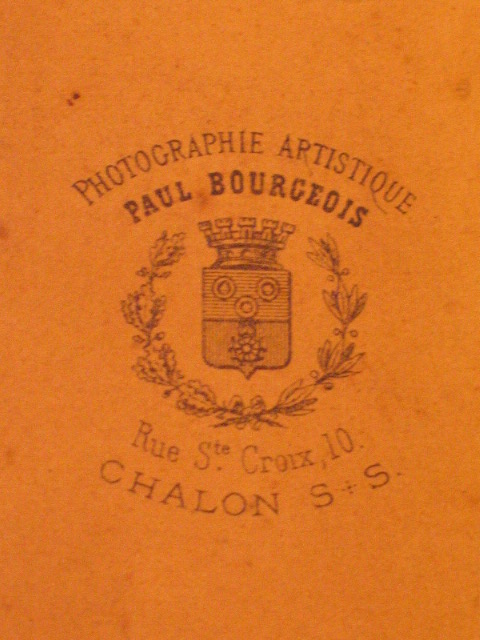 PHOTOGRAPHIE ARTISTIQUE
PAUL BOURGEOIS
Rue Ste Croix, 10.
CHALON S+S.